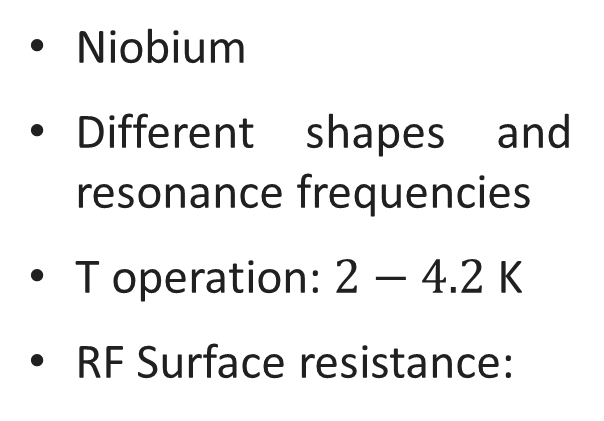 • Niobium
• Different shapes and
resonance frequencies
• T operation: 2 − 4.2 K
• RF Surface resistance: